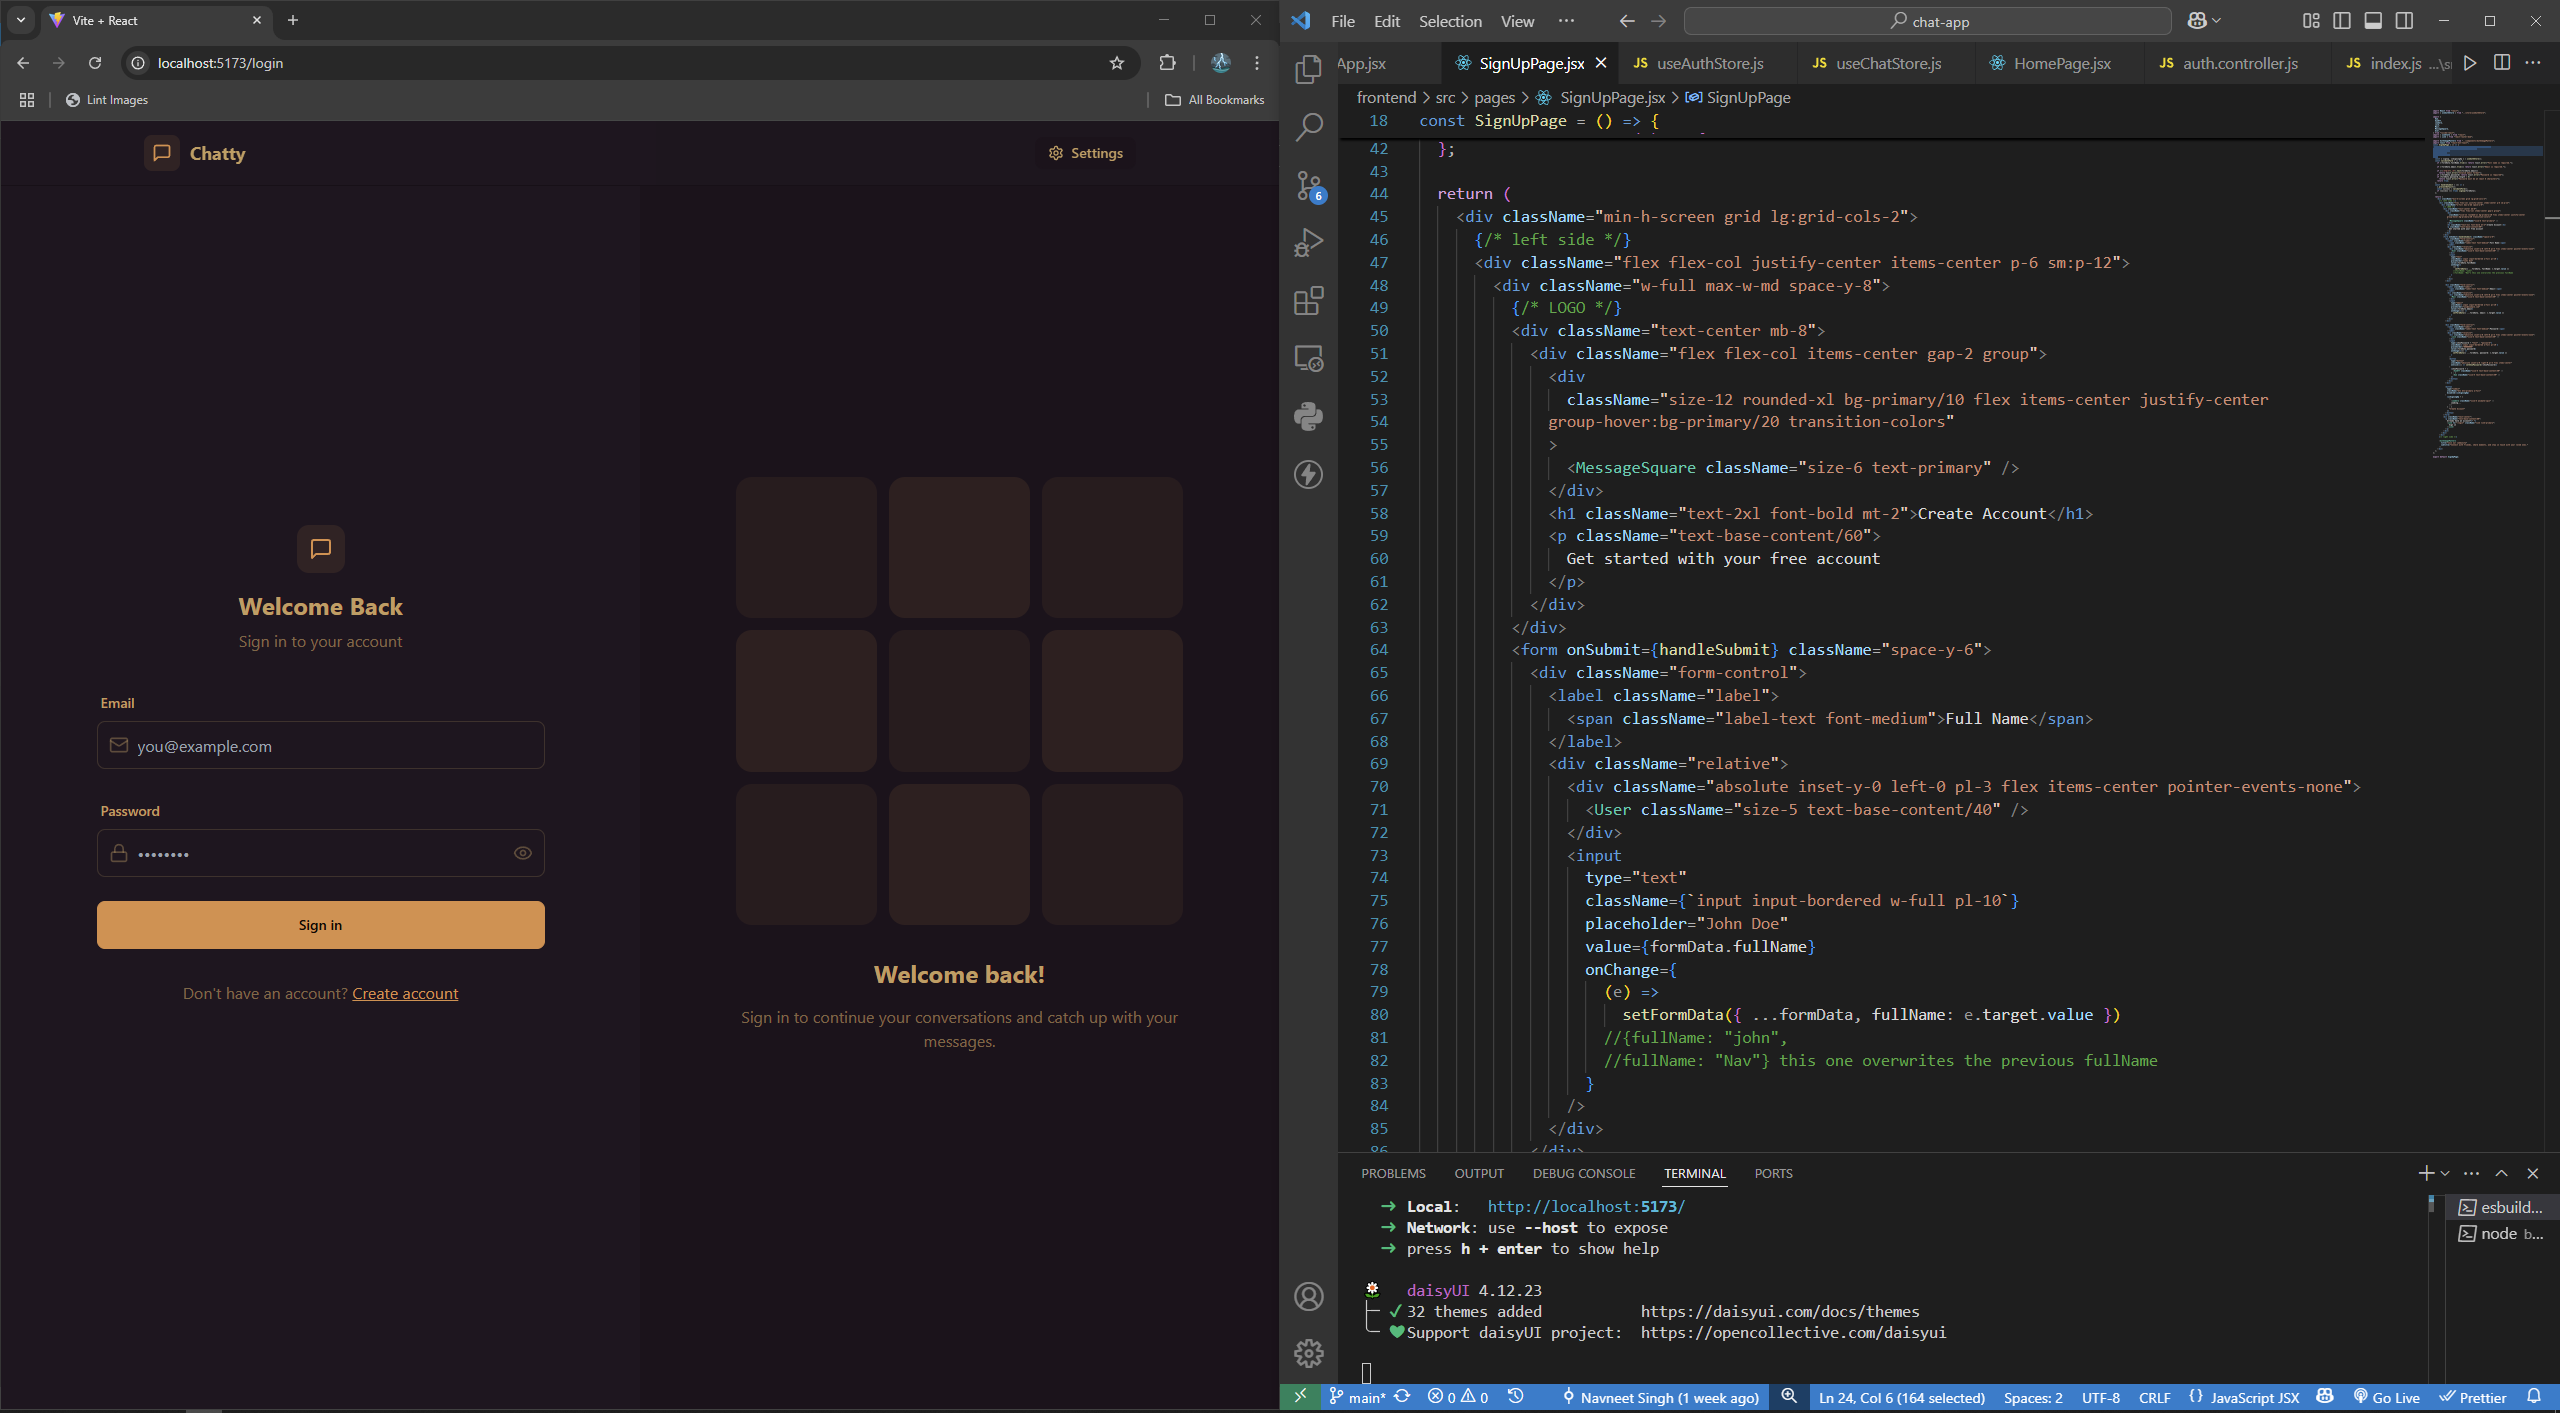 Vite + React
localhost:5173/login
Lint Images
All Bookmarks
Chatty
Settings
Welcome Back
Sign in to your account
Email
you@example.com
Password
••••••••
Sign in
Don't have an account? Create account
Welcome back!
Sign in to continue your conversations and catch up with your
messages.
File Edit Selection View ···
chat-app
App.jsx
SignUpPage.jsx
JS useAuthStore.js
JS useChatStore.js
HomePage.jsx
JS auth.controller.js
JS index.js ...\s
frontend > src > pages > SignUpPage.jsx > SignUpPage
18 const SignUpPage = () => {
42 };
43
44 return (
45 <div className="min-h-screen grid lg:grid-cols-2">
46 {/* left side */}
47 <div className="flex flex-col justify-center items-center p-6 sm:p-12">
48 <div className="w-full max-w-md space-y-8">
49 {/* LOGO */}
50 <div className="text-center mb-8">
51 <div className="flex flex-col items-center gap-2 group">
52 <div
53 className="size-12 rounded-xl bg-primary/10 flex items-center justify-center
54 group-hover:bg-primary/20 transition-colors"
55 >
56 <MessageSquare className="size-6 text-primary" />
57 </div>
58 <h1 className="text-2xl font-bold mt-2">Create Account</h1>
59 <p className="text-base-content/60">
60 Get started with your free account
61 </p>
62 </div>
63 </div>
64 <form onSubmit={handleSubmit} className="space-y-6">
65 <div className="form-control">
66 <label className="label">
67 <span className="label-text font-medium">Full Name</span>
68 </label>
69 <div className="relative">
70 <div className="absolute inset-y-0 left-0 pl-3 flex items-center pointer-events-none">
71 <User className="size-5 text-base-content/40" />
72 </div>
73 <input
74 type="text"
75 className={`input input-bordered w-full pl-10`}
76 placeholder="John Doe"
77 value={formData.fullName}
78 onChange={
79 (e) =>
80 setFormData({ ...formData, fullName: e.target.value })
81 //{fullName: "john",
82 //fullName: "Nav"} this one overwrites the previous fullName
83 }
84 />
85 </div>
86 </div>
6
PROBLEMS OUTPUT DEBUG CONSOLE TERMINAL PORTS
➜ Local: http://localhost:5173/
➜ Network: use --host to expose
➜ press h + enter to show help
daisyUI 4.12.23
✓ 32 themes added https://daisyui.com/docs/themes
Support daisyUI project: https://opencollective.com/daisyui
esbuild...
node b...
main* 0 0 Navneet Singh (1 week ago) Ln 24, Col 6 (164 selected) Spaces: 2 UTF-8 CRLF {} JavaScript JSX Go Live Prettier